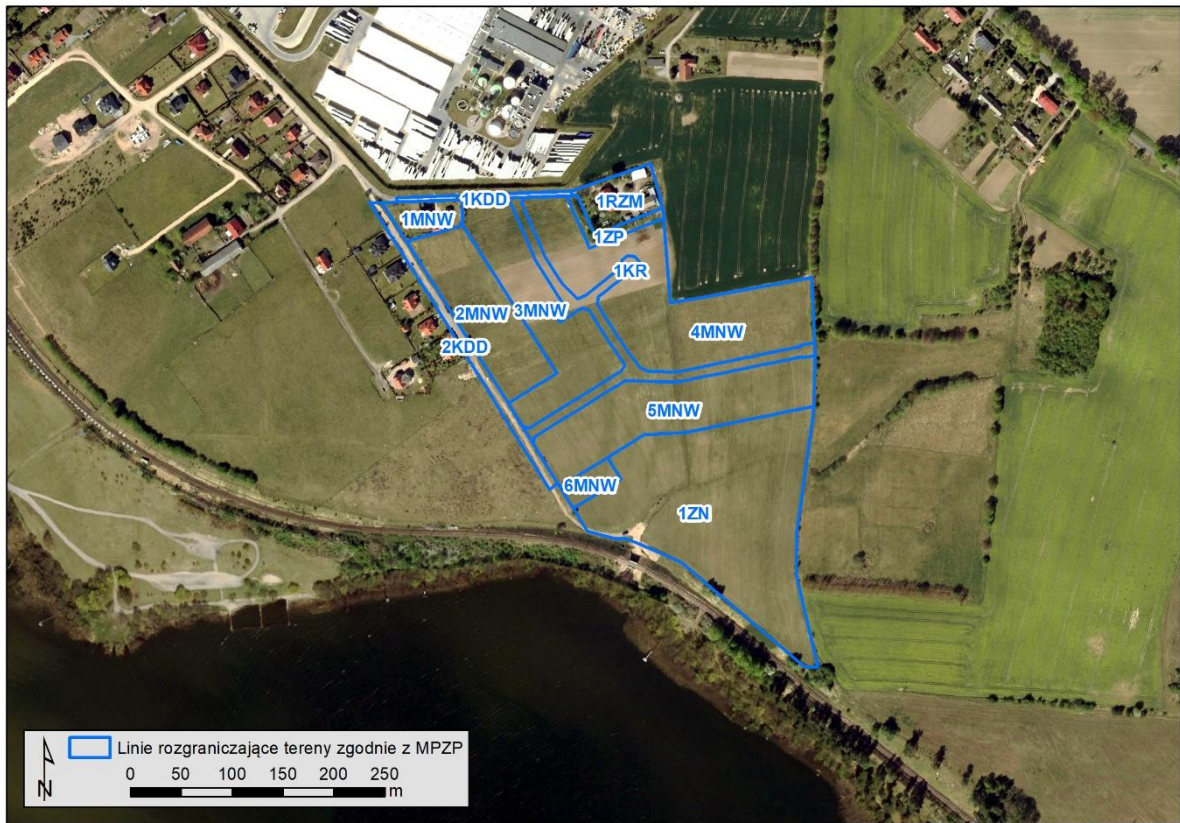 1KDD
1RZM
1MNW
1ZP
1KR
2MNW
3MNW
4MNW
2KDD
5MNW
6MNW
1ZN
Linie rozgraniczające tereny zgodnie z MPZP
0 50 100 150 200 250
m
N